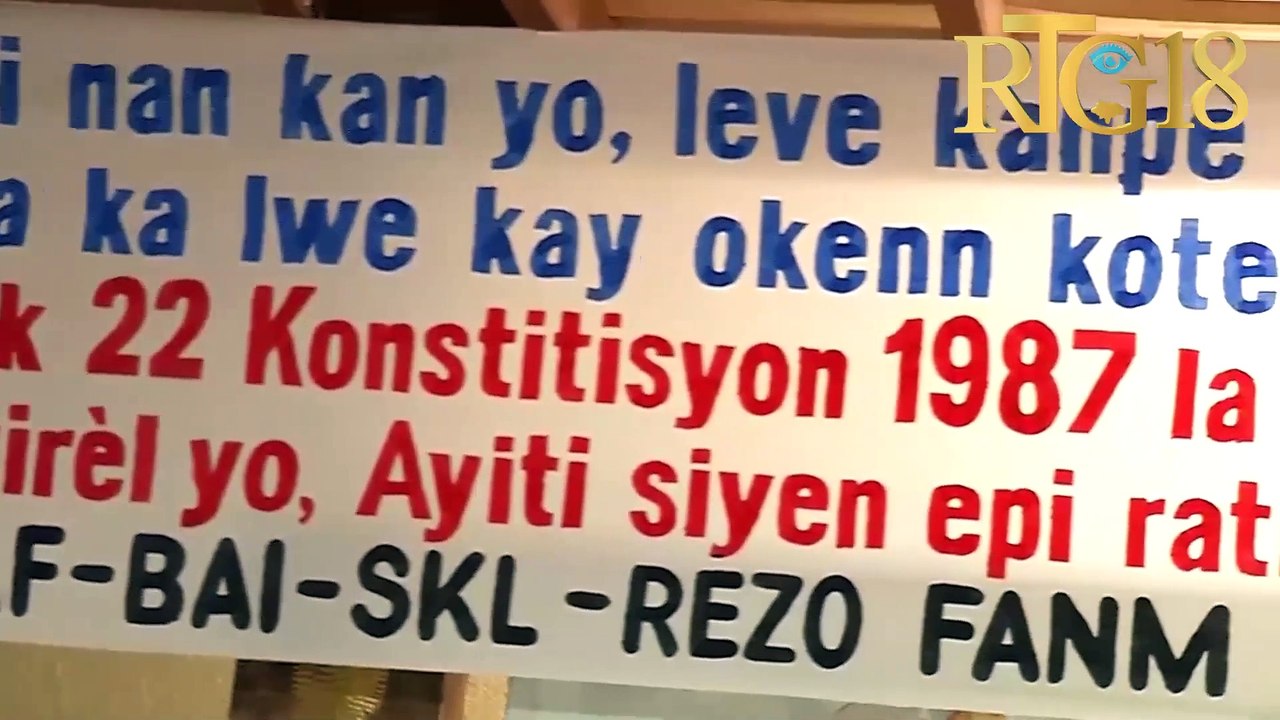 RTG18
i nan kan yo, leve kanpe
a ka lwe kay okenn kote
k 22 Konstitisyon 1987 la
irèl yo, Ayiti siyen epi rat
F-BAI-SKL-REZO FANM